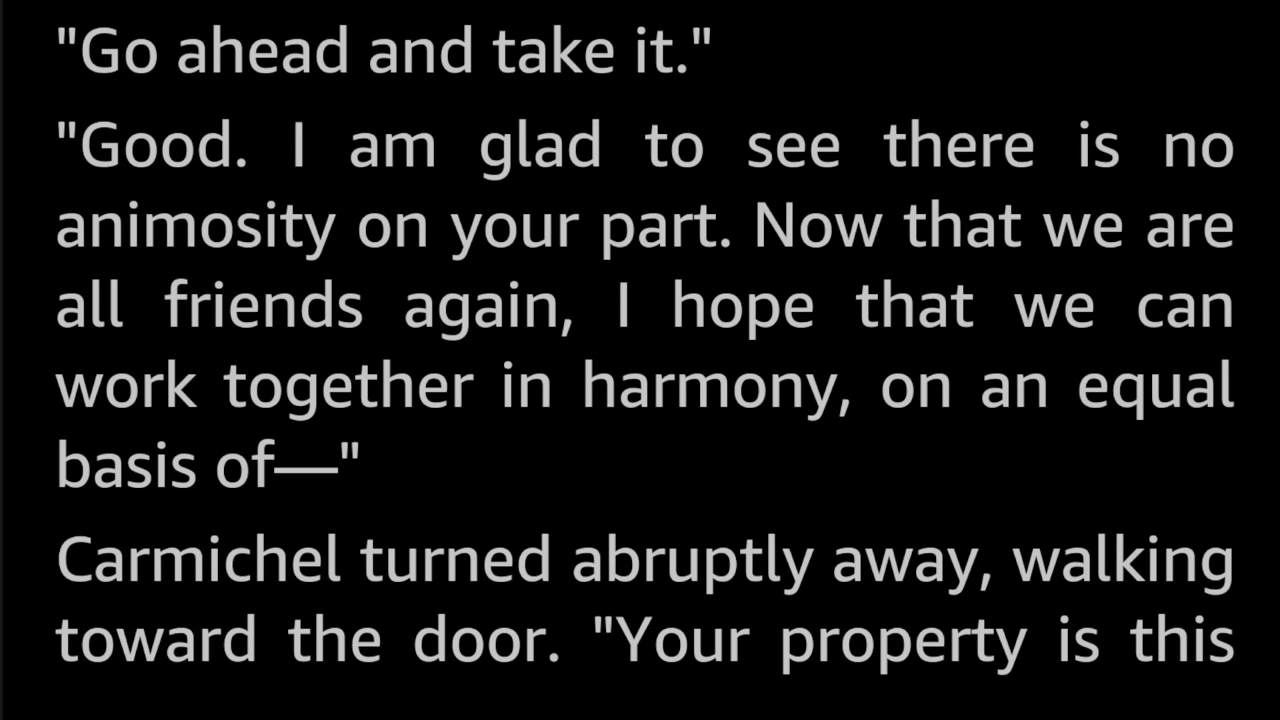 "Go ahead and take it."
"Good. I am glad to see there is no
animosity on your part. Now that we are
all friends again, I hope that we can
work together in harmony, on an equal
basis of—"
Carmichel turned abruptly away, walking
toward the door. "Your property is this